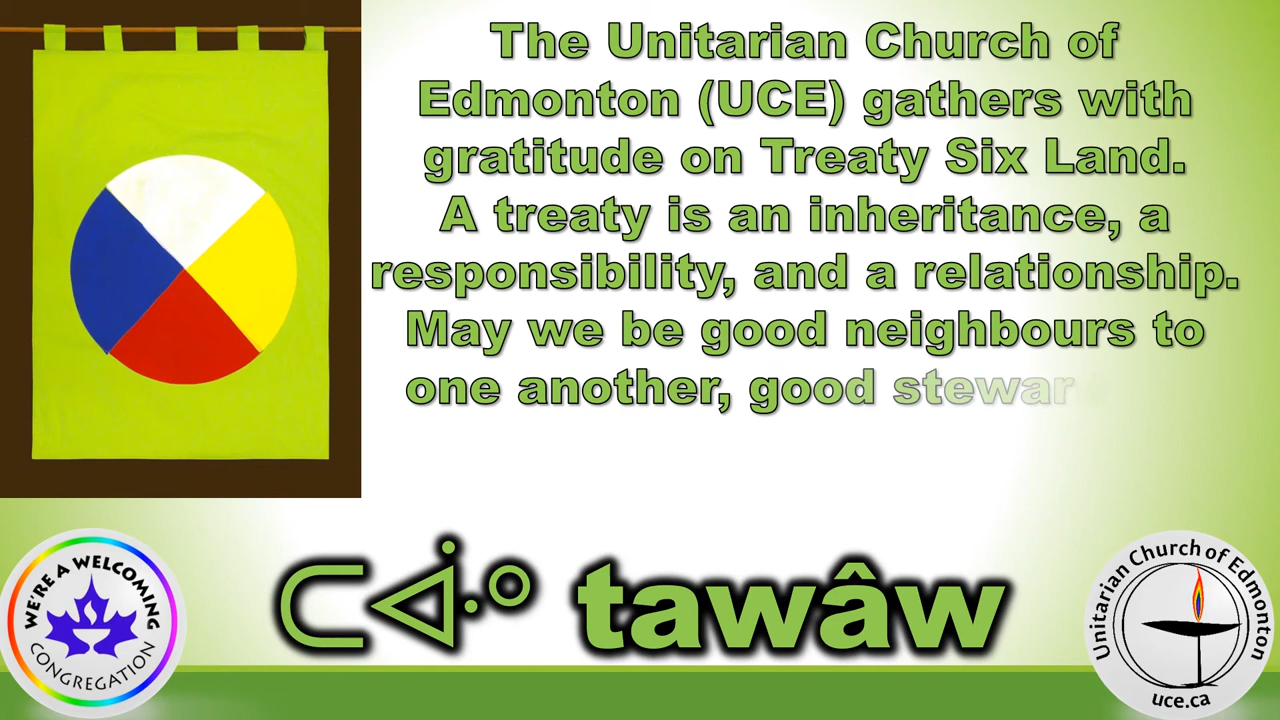 The Unitarian Church of
Edmonton (UCE) gathers with
gratitude on Treaty Six Land.
A treaty is an inheritance, a
responsibility, and a relationship.
May we be good neighbours to
one another, good stewar
ᑕᐚᐤ tawâw
WE'RE A WELCOMING
CONGREGATION
Unitarian Church of Edmonton
uce.ca